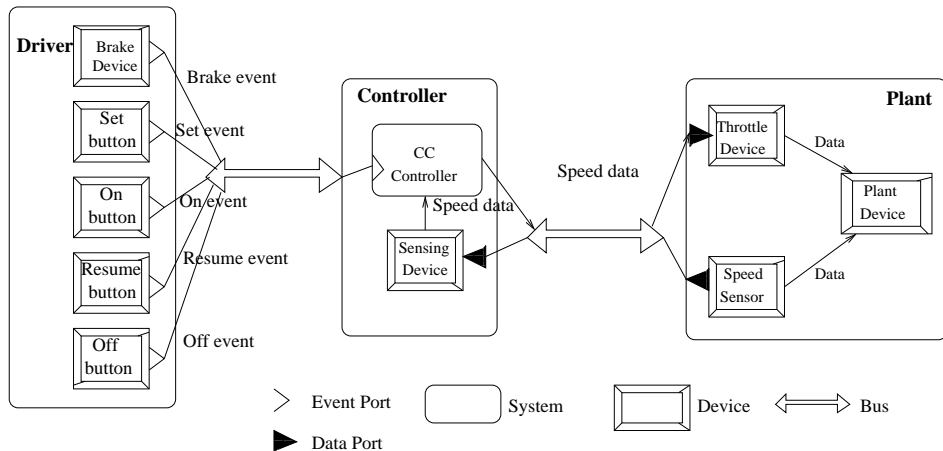 Driver
Brake
Device
Brake event
Set
button
Set event
On
button
On event
Resume
button
Resume event
Off
button
Off event
Controller
CC
Controller
Speed data
Sensing
Device
Speed data
Plant
Throttle
Device
Data
Plant
Device
Speed
Sensor
Data
Event Port
System
Device
Bus
Data Port